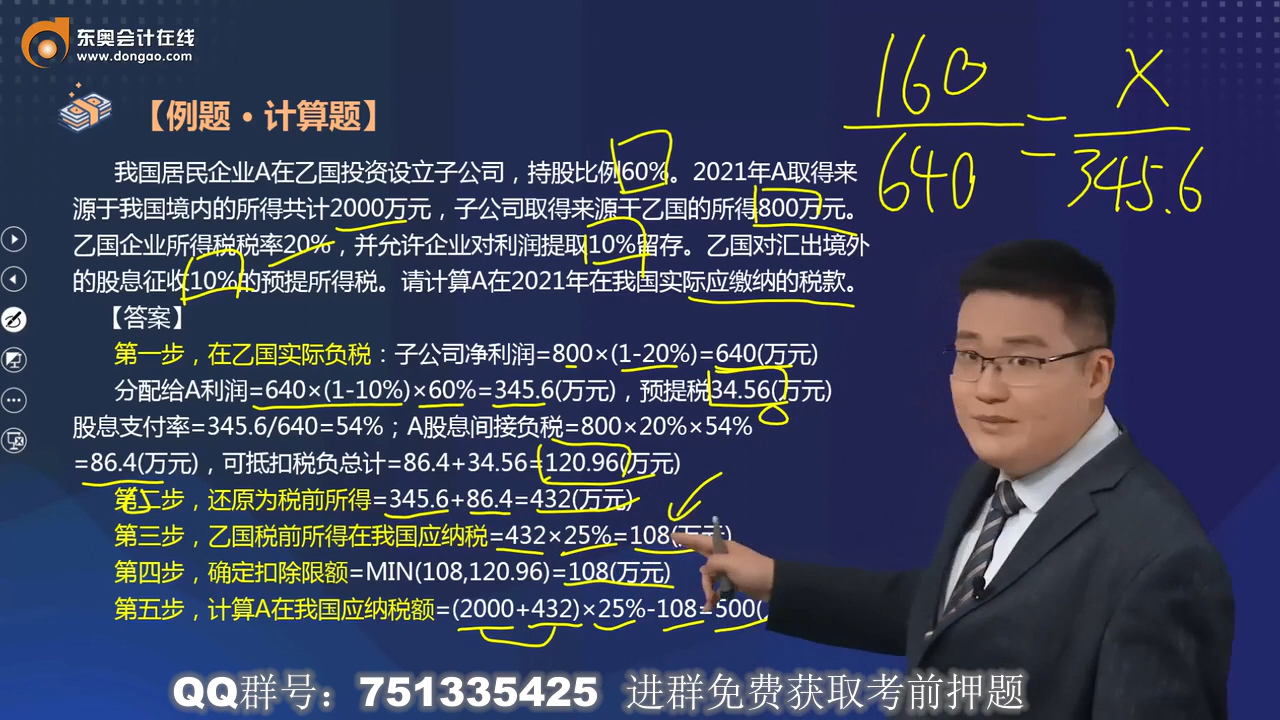 东奥会计在线
www.dongao.com
【例题·计算题】
160/640=X/345.6
我国居民企业A在乙国投资设立子公司，持股比例60%。2021年A取得来
源于我国境内的所得共计2000万元，子公司取得来源于乙国的所得800万元。
乙国企业所得税税率20%，并允许企业对利润提取10%留存。乙国对汇出境外
的股息征收10%的预提所得税。请计算A在2021年在我国实际应缴纳的税款。
【答案】
第一步，在乙国实际负税：子公司净利润=800×(1-20%)=640(万元)
分配给A利润=640×(1-10%)×60%=345.6(万元)，预提税34.56(万元)
股息支付率=345.6/640=54%；A股息间接负税=800×20%×54%
=86.4(万元)，可抵扣税负总计=86.4+34.56=120.96(万元)
第二步，还原为税前所得=345.6+86.4=432(万元)
第三步，乙国税前所得在我国应纳税=432×25%=108(万元)
第四步，确定扣除限额=MIN(108,120.96)=108(万元)
第五步，计算A在我国应纳税额=(2000+432)×25%-108=500(
QQ群号：751335425 进群免费获取考前押题